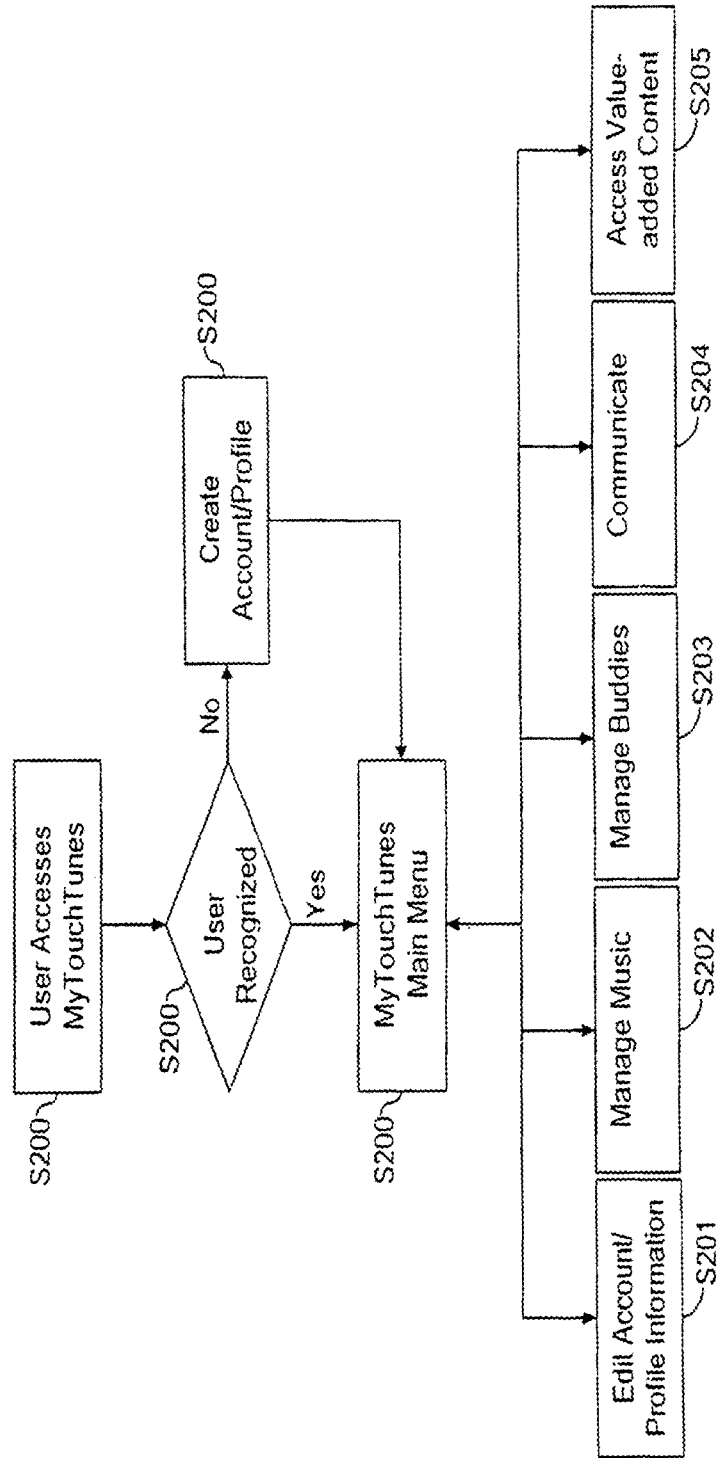 User Accesses
MyTouchTunes
S200
User
Recognized
S200
No
Yes
Create
Account/Profile
S200
MyTouchTunes
Main Menu
S200
Edit Account/
Profile Information
S201
Manage Music
S202
Manage Buddies
S203
Communicate
S204
Access Value-
added Content
S205